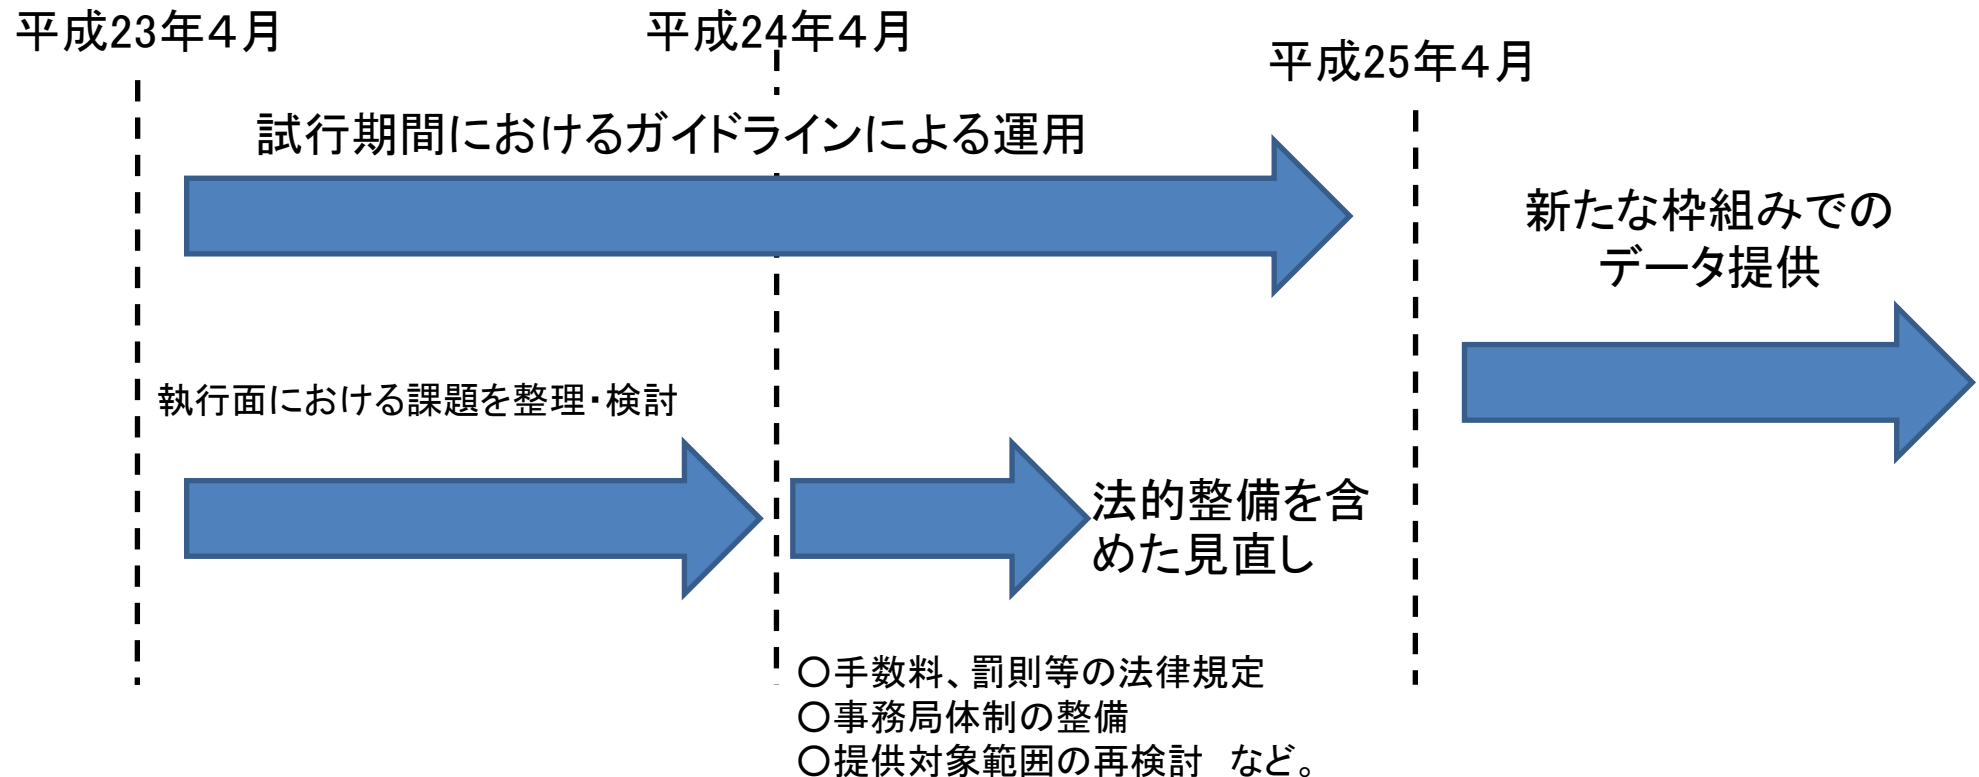 平成23年４月
平成24年４月
平成25年４月
試行期間におけるガイドラインによる運用
新たな枠組みでの
データ提供
執行面における課題を整理・検討
法的整備を含
めた見直し
○手数料、罰則等の法律規定
○事務局体制の整備
○提供対象範囲の再検討　など。